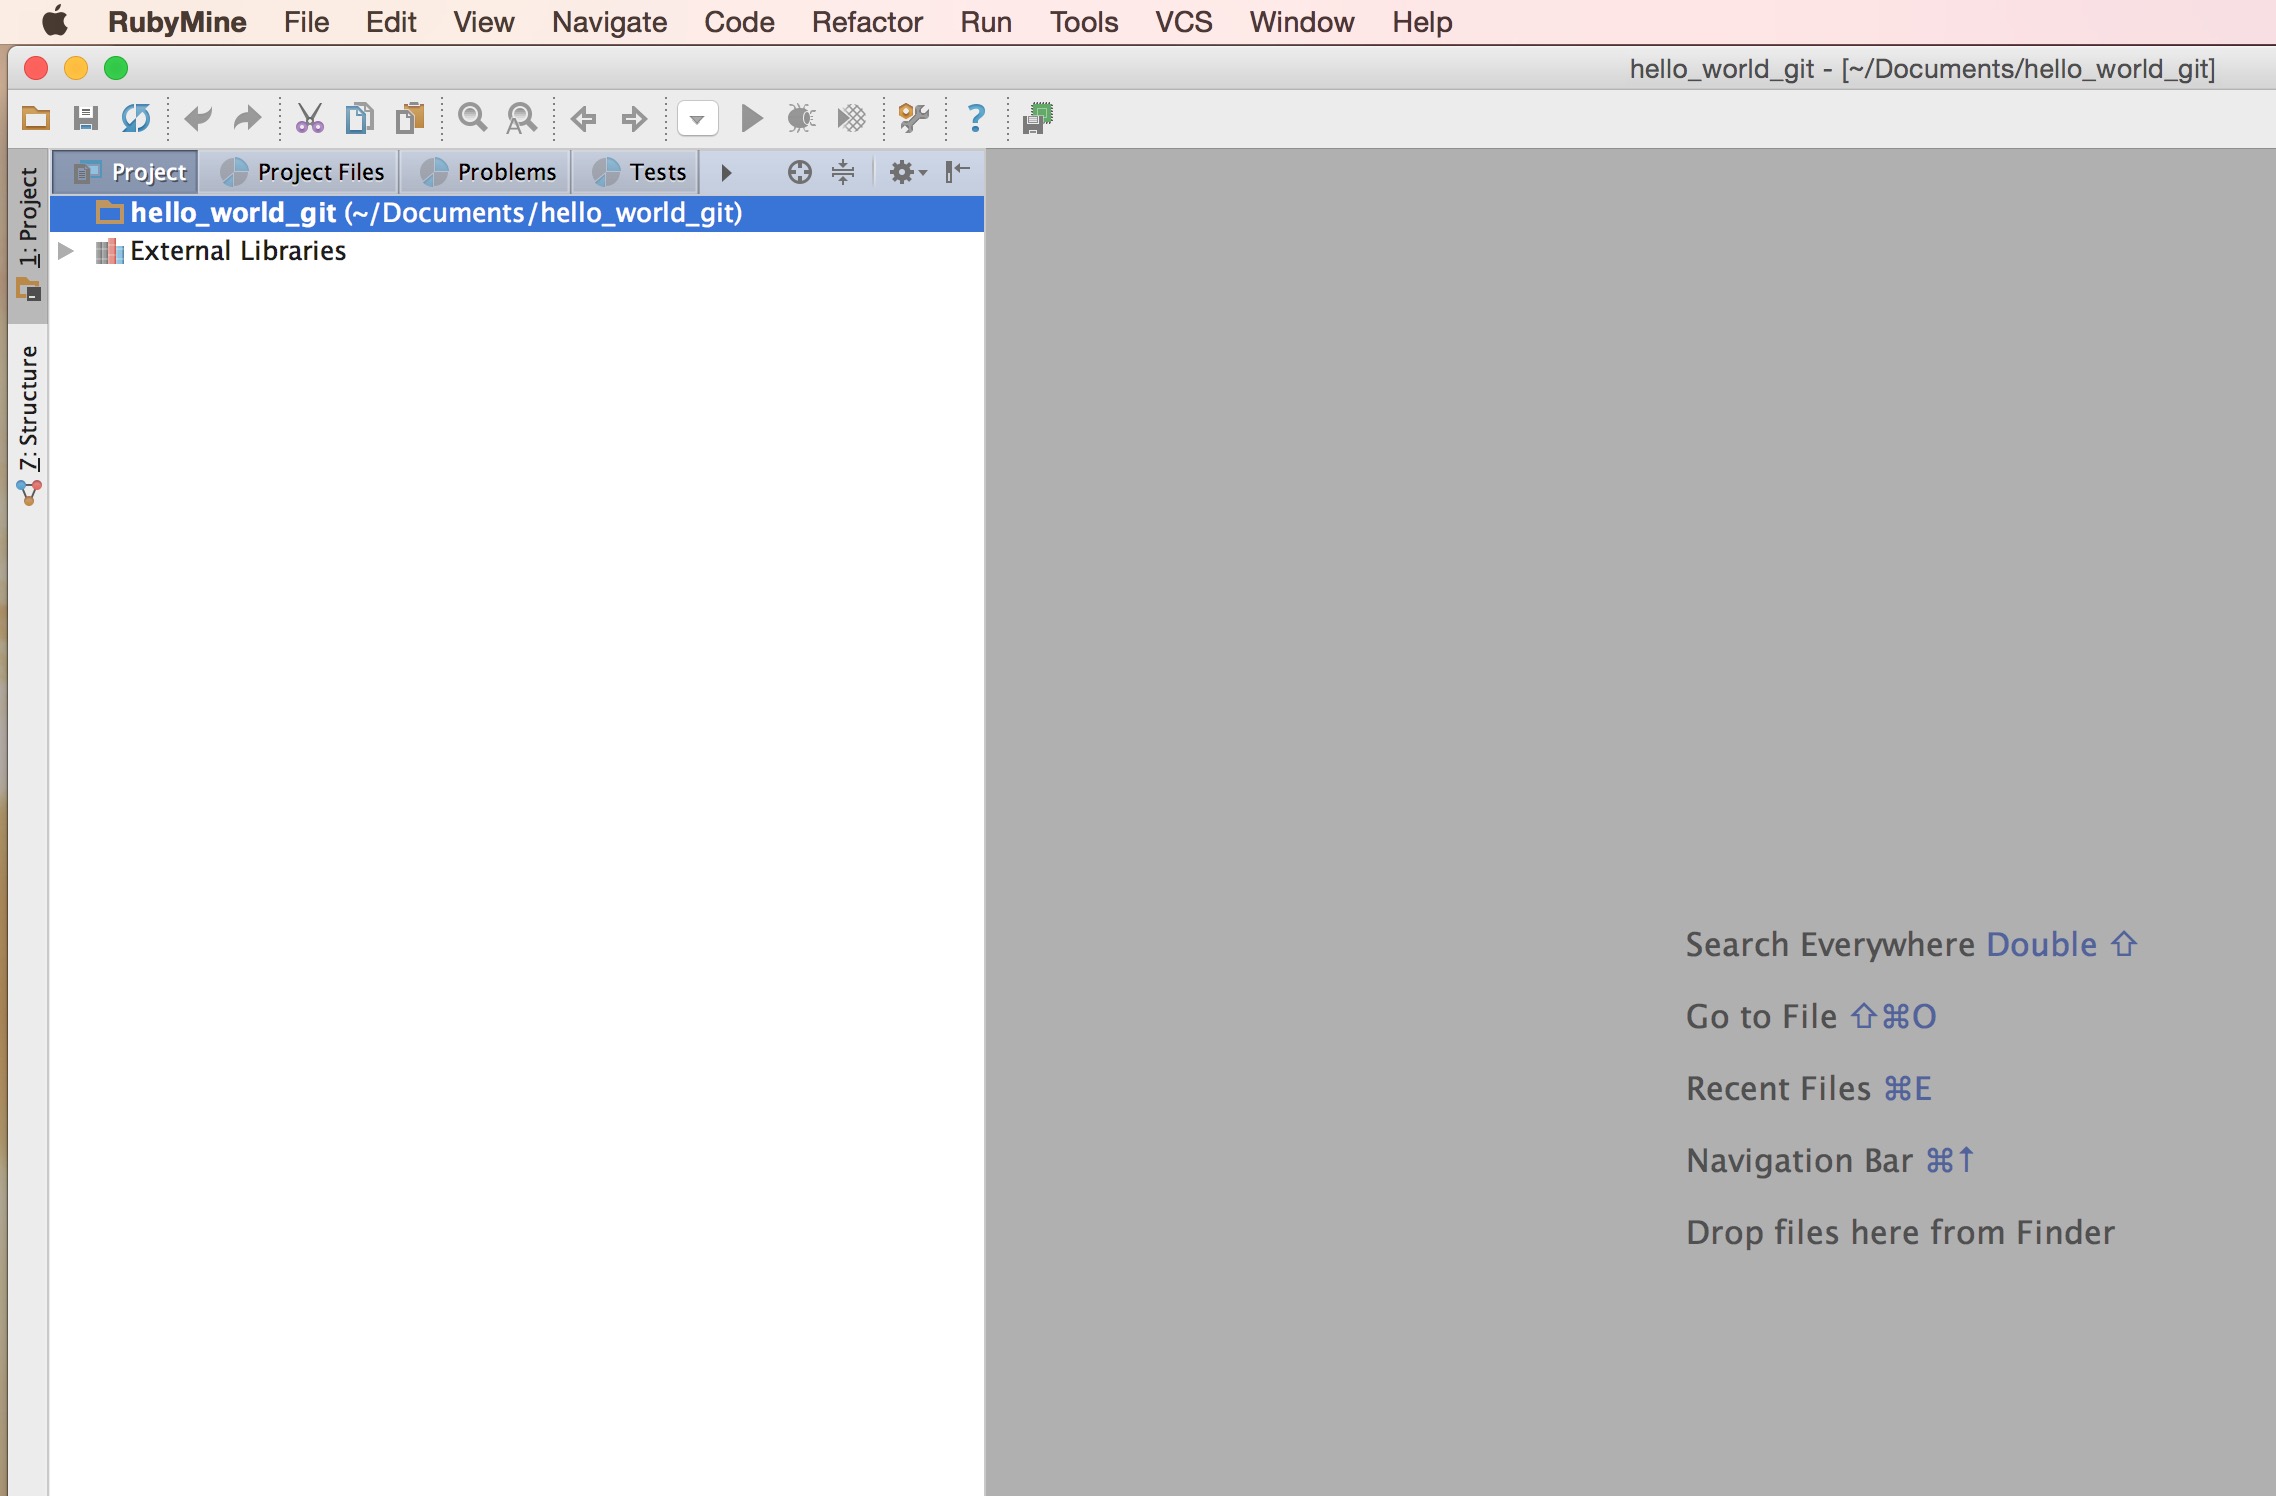 RubyMine File Edit View Navigate Code Refactor Run Tools VCS Window Help
hello_world_git - [~/Documents/hello_world_git]
Project Project Files Problems Tests
hello_world_git (~/Documents/hello_world_git)
External Libraries
1: Project
7: Structure
Search Everywhere Double ⇧
Go to File ⇧⌘O
Recent Files ⌘E
Navigation Bar ⌘↑
Drop files here from Finder